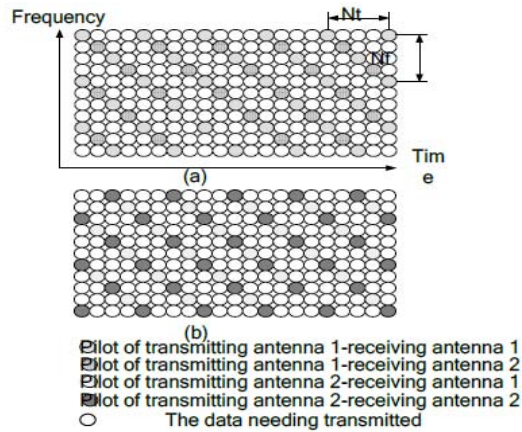 Frequency
Nt
Nf
Tim
e
(a)
(b)
Pilot of transmitting antenna 1-receiving antenna 1
Pilot of transmitting antenna 1-receiving antenna 2
Pilot of transmitting antenna 2-receiving antenna 1
Pilot of transmitting antenna 2-receiving antenna 2
The data needing transmitted